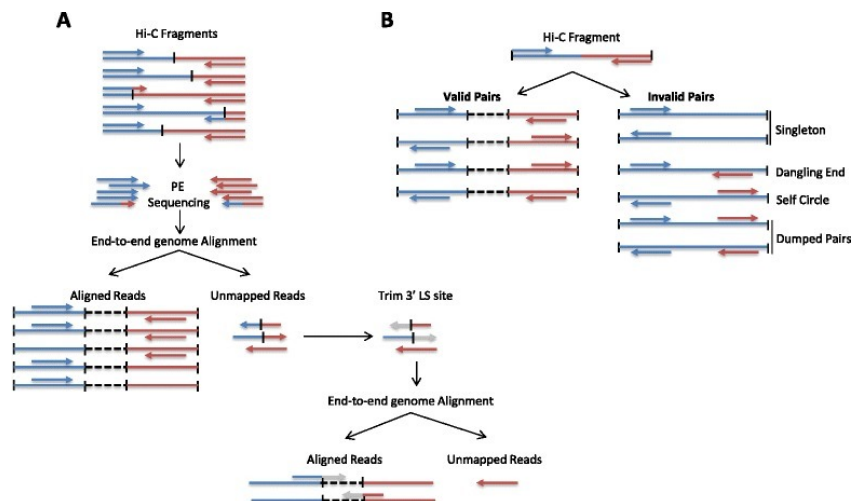 A
Hi-C Fragments
PE
Sequencing
End-to-end genome Alignment
Aligned Reads
Unmapped Reads
Trim 3' LS site
End-to-end genome Alignment
Aligned Reads
Unmapped Reads
B
Hi-C Fragment
Valid Pairs
Invalid Pairs
Singleton
Dangling End
Self Circle
Dumped Pairs